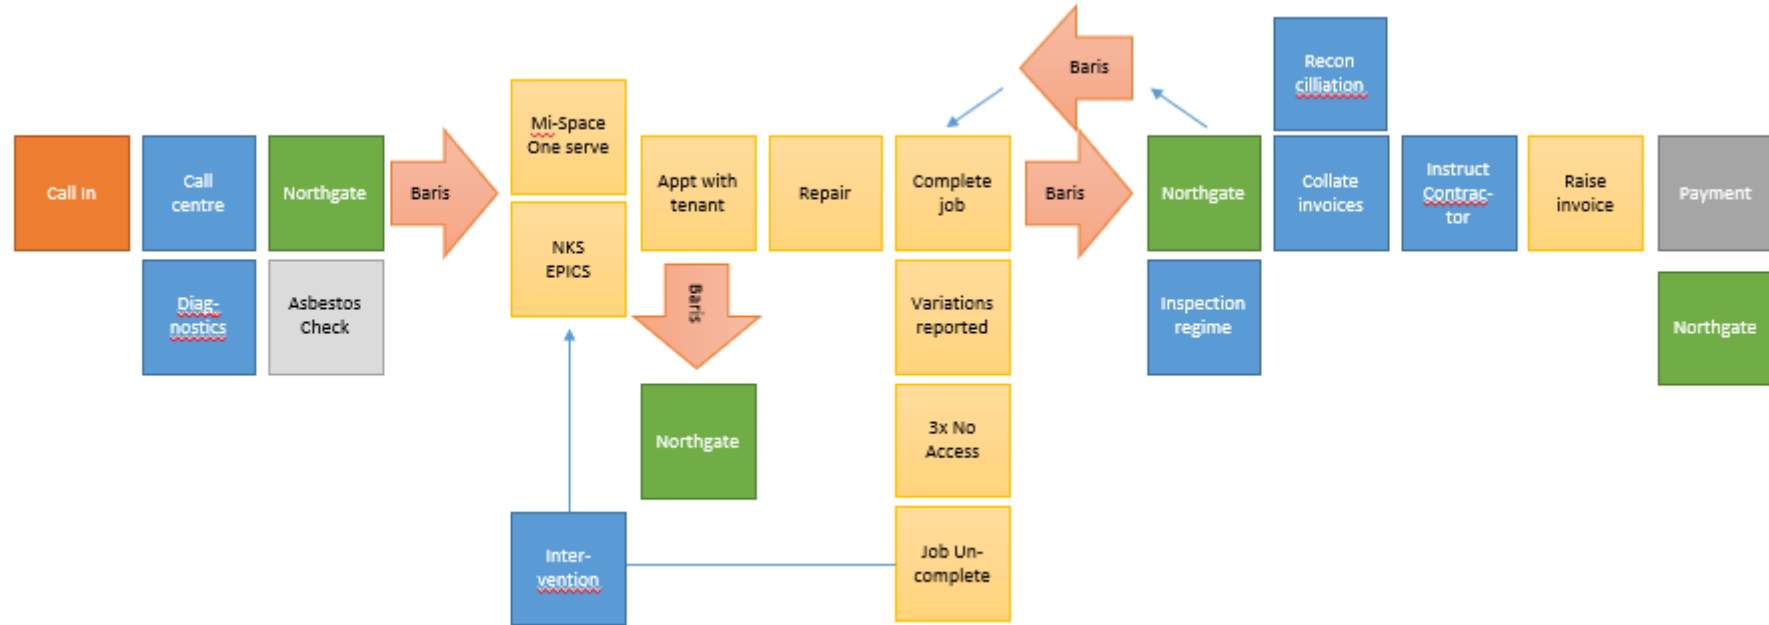 Call In
Call
centre
Northgate
Baris
Mi-Space
One serve
NKS
EPICS
Appt with
tenant
Repair
Complete
job
Baris
Baris
Northgate
Recon
cilliation
Collate
invoices
Instruct
Contrac-
tor
Raise
invoice
Payment
Diag-
nostics
Asbestos
Check
Baris
Variations
reported
Inspection
regime
Northgate
Northgate
3x No
Access
Inter-
vention
Job Un-
complete